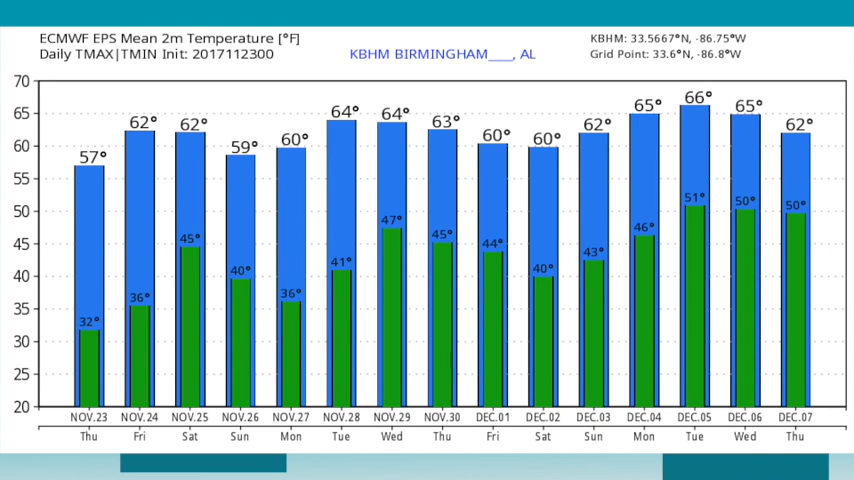 ECMWF EPS Mean 2m Temperature [°F]
Daily TMAX|TMIN Init: 2017112300
KBHM BIRMINGHAM___, AL
KBHM: 33.5667°N, -86.75°W
Grid Point: 33.6°N, -86.8°W
70
65
60
55
50
45
40
35
30
25
20
57° 62° 62° 59° 60° 64° 64° 63° 60° 60° 62° 65° 66° 65° 62°
32° 36° 45° 40° 36° 41° 47° 45° 44° 40° 43° 46° 51° 50° 50°
NOV.23 NOV.24 NOV.25 NOV.26 NOV.27 NOV.28 NOV.29 NOV.30 DEC.01 DEC.02 DEC.03 DEC.04 DEC.05 DEC.06 DEC.07
Thu Fri Sat Sun Mon Tue Wed Thu Fri Sat Sun Mon Tue Wed Thu